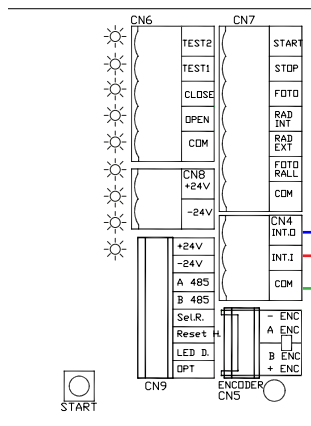 CN6
TEST2
TEST1
CLOSE
OPEN
COM
CN8
+24V
-24V
+24V
-24V
A 485
B 485
Sel.R.
Reset H.
LED D.
OPT
CN9
START
CN7
START
STOP
FOTO
RAD
INT
RAD
EXT
FOTO
RALL
COM
CN4
INT.O
INT.I
COM
- ENC
A ENC
B ENC
+ ENC
ENCODER
CN5